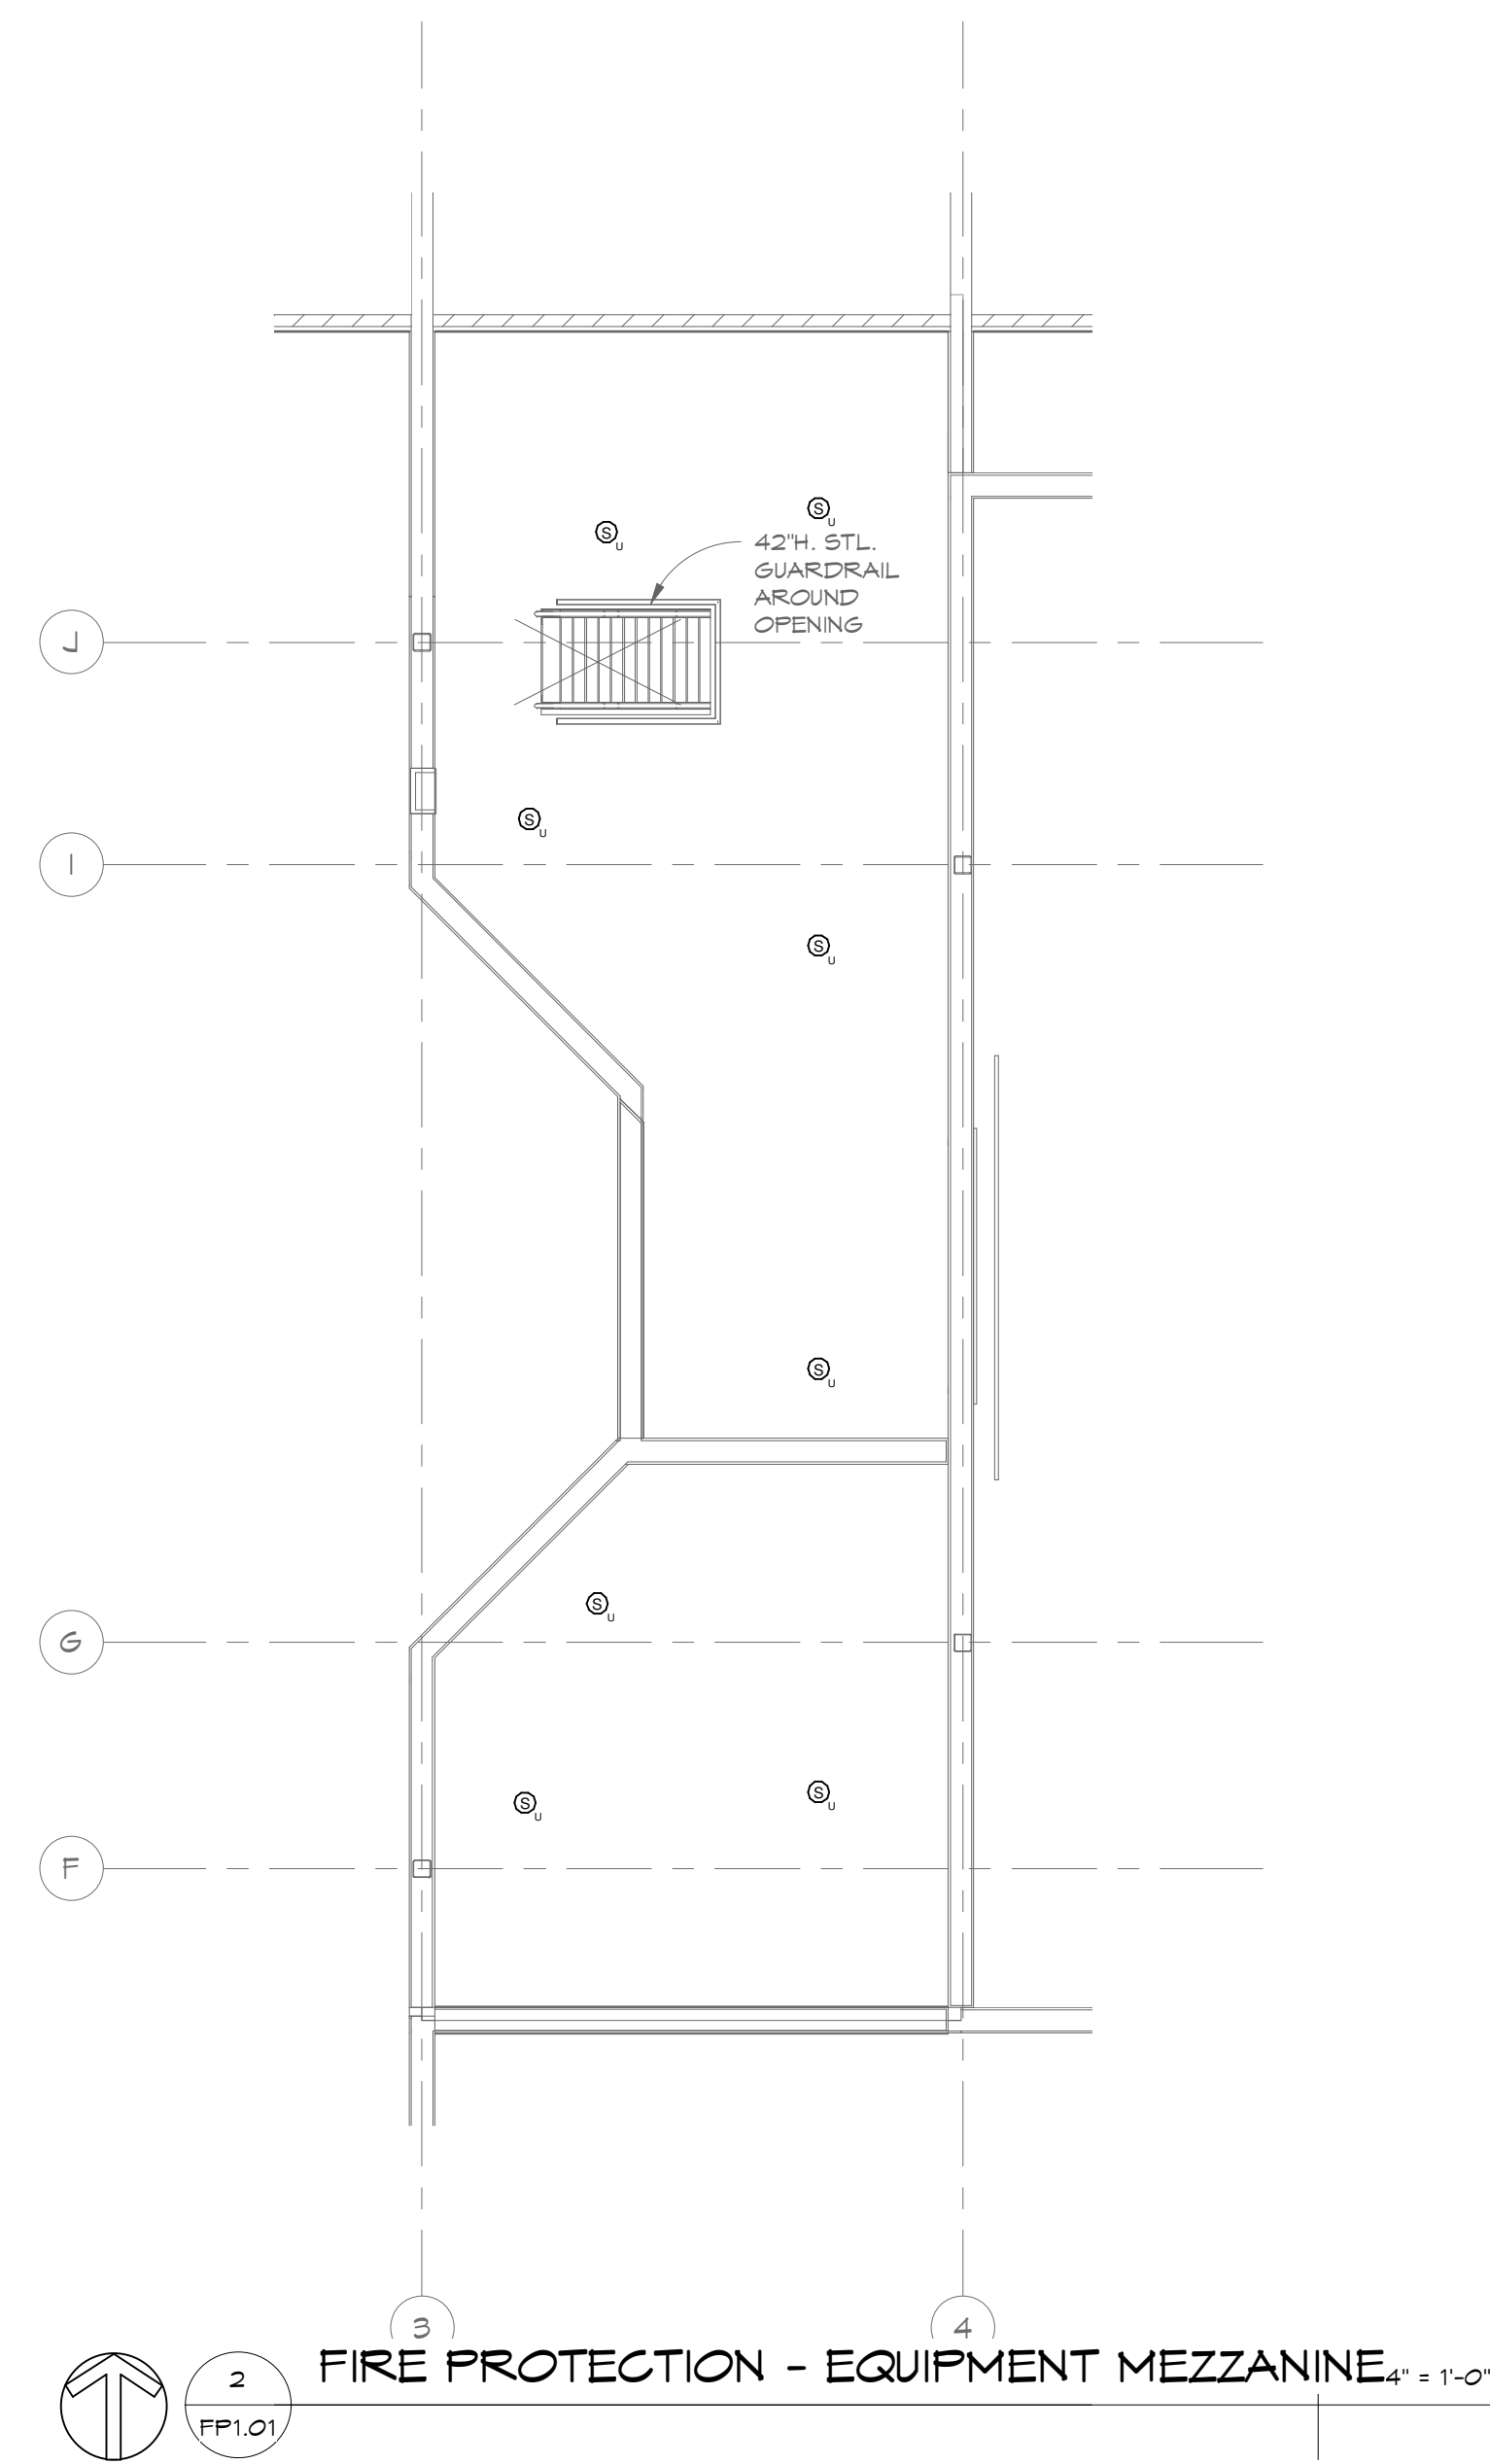 S
U
S
U
42"H. STL.
GUARDRAIL
AROUND
OPENING
J
S
U
I
S
U
S
U
S
U
G
S
U
S
U
F
3
4
2
FP1.01
FIRE PROTECTION - EQUIPMENT MEZZANINE
4" = 1'-0"